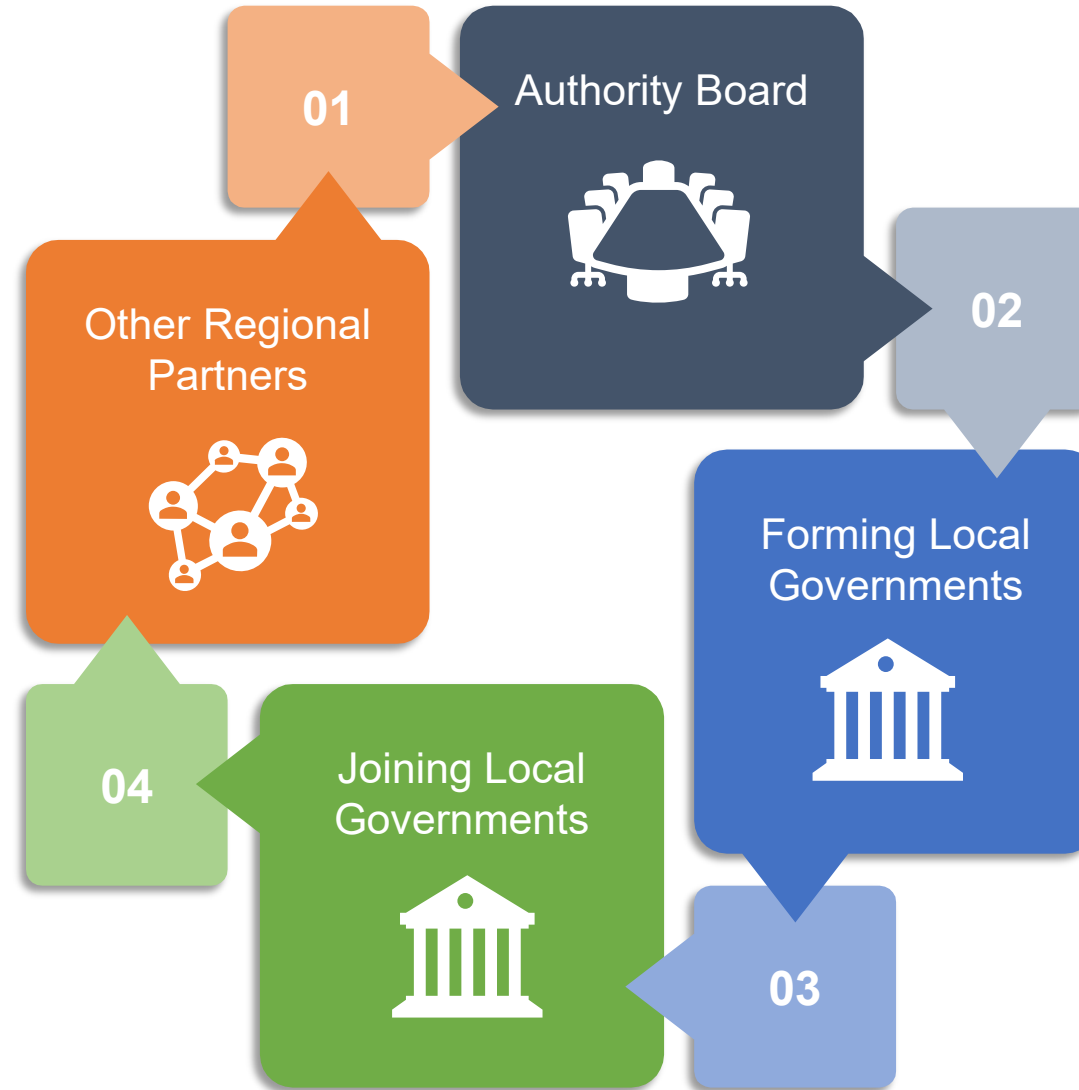 01
Authority Board
02
Other Regional
Partners
Forming Local
Governments
04
Joining Local
Governments
03